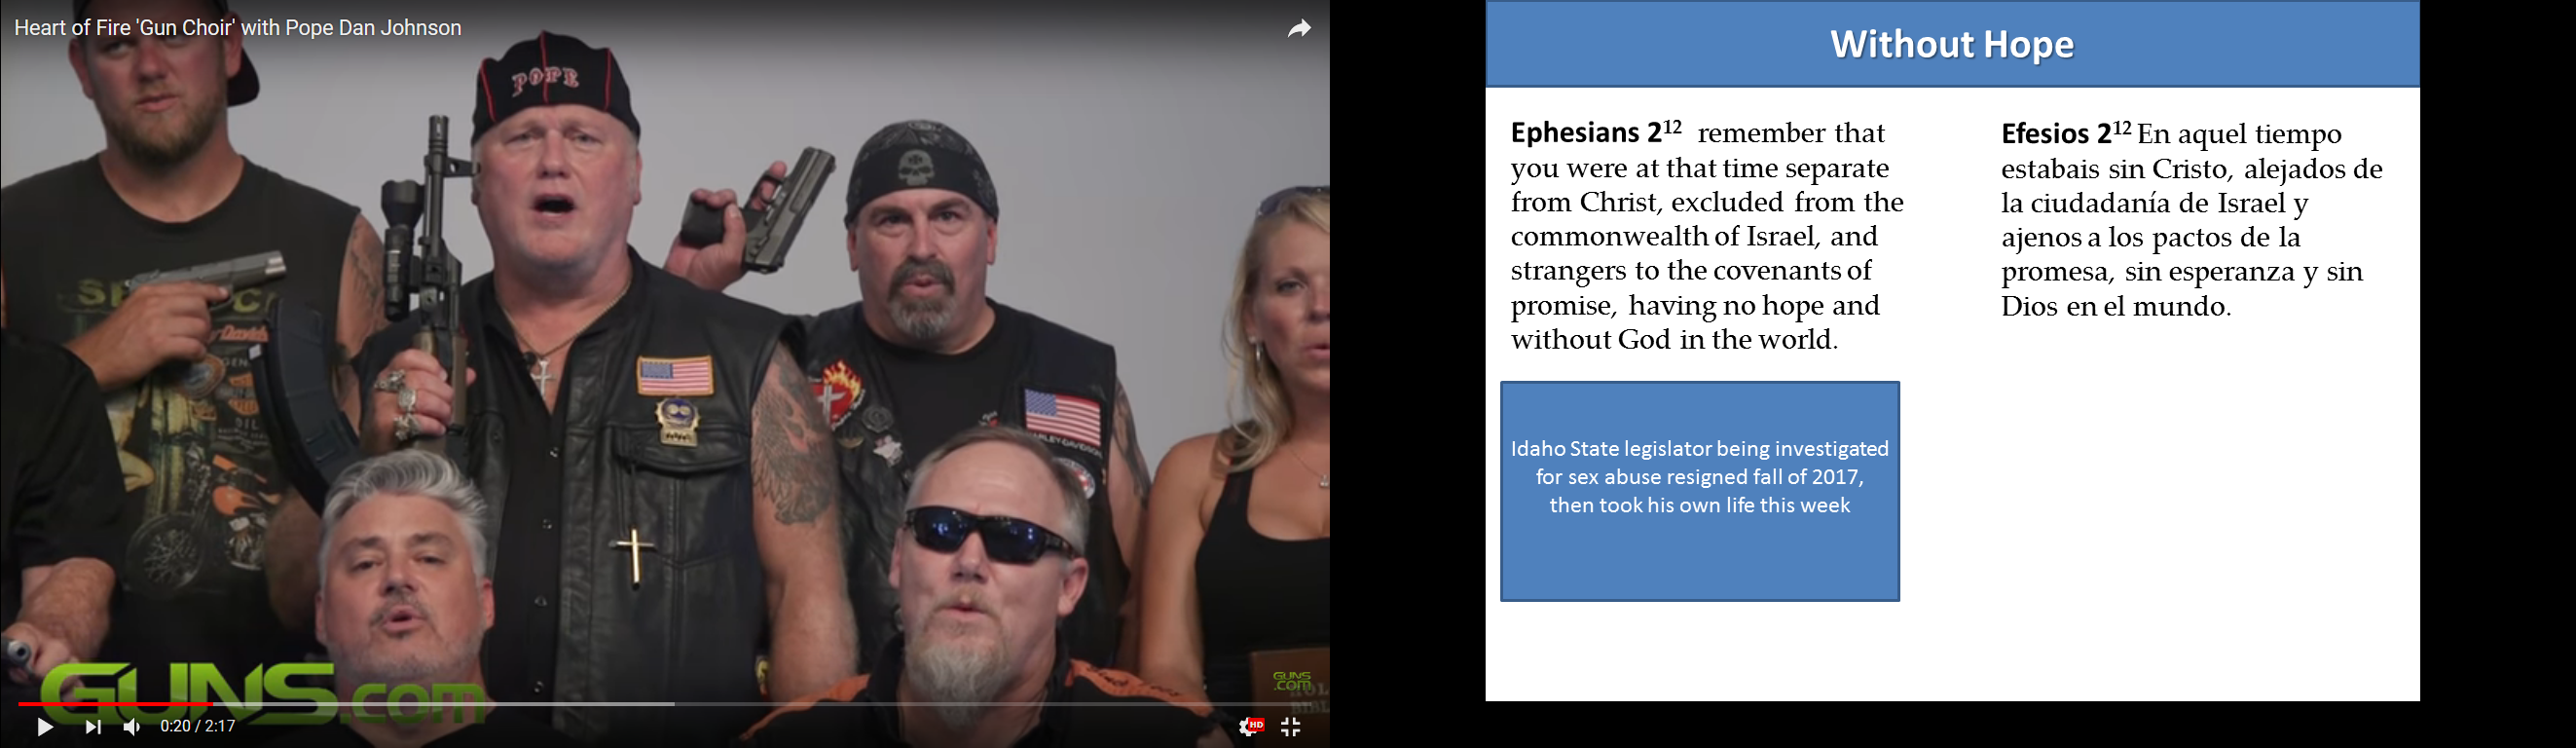 Heart of Fire 'Gun Choir' with Pope Dan Johnson
POPE
GUNS.com
GUNS
.COM
0:20 / 2:17
HD
Without Hope
Ephesians 2¹² remember that
you were at that time separate
from Christ, excluded from the
commonwealth of Israel, and
strangers to the covenants of
promise, having no hope and
without God in the world.
Efesios 2¹² En aquel tiempo
estabais sin Cristo, alejados de
la ciudadanía de Israel y
ajenos a los pactos de la
promesa, sin esperanza y sin
Dios en el mundo.
Idaho State legislator being investigated
for sex abuse resigned fall of 2017,
then took his own life this week